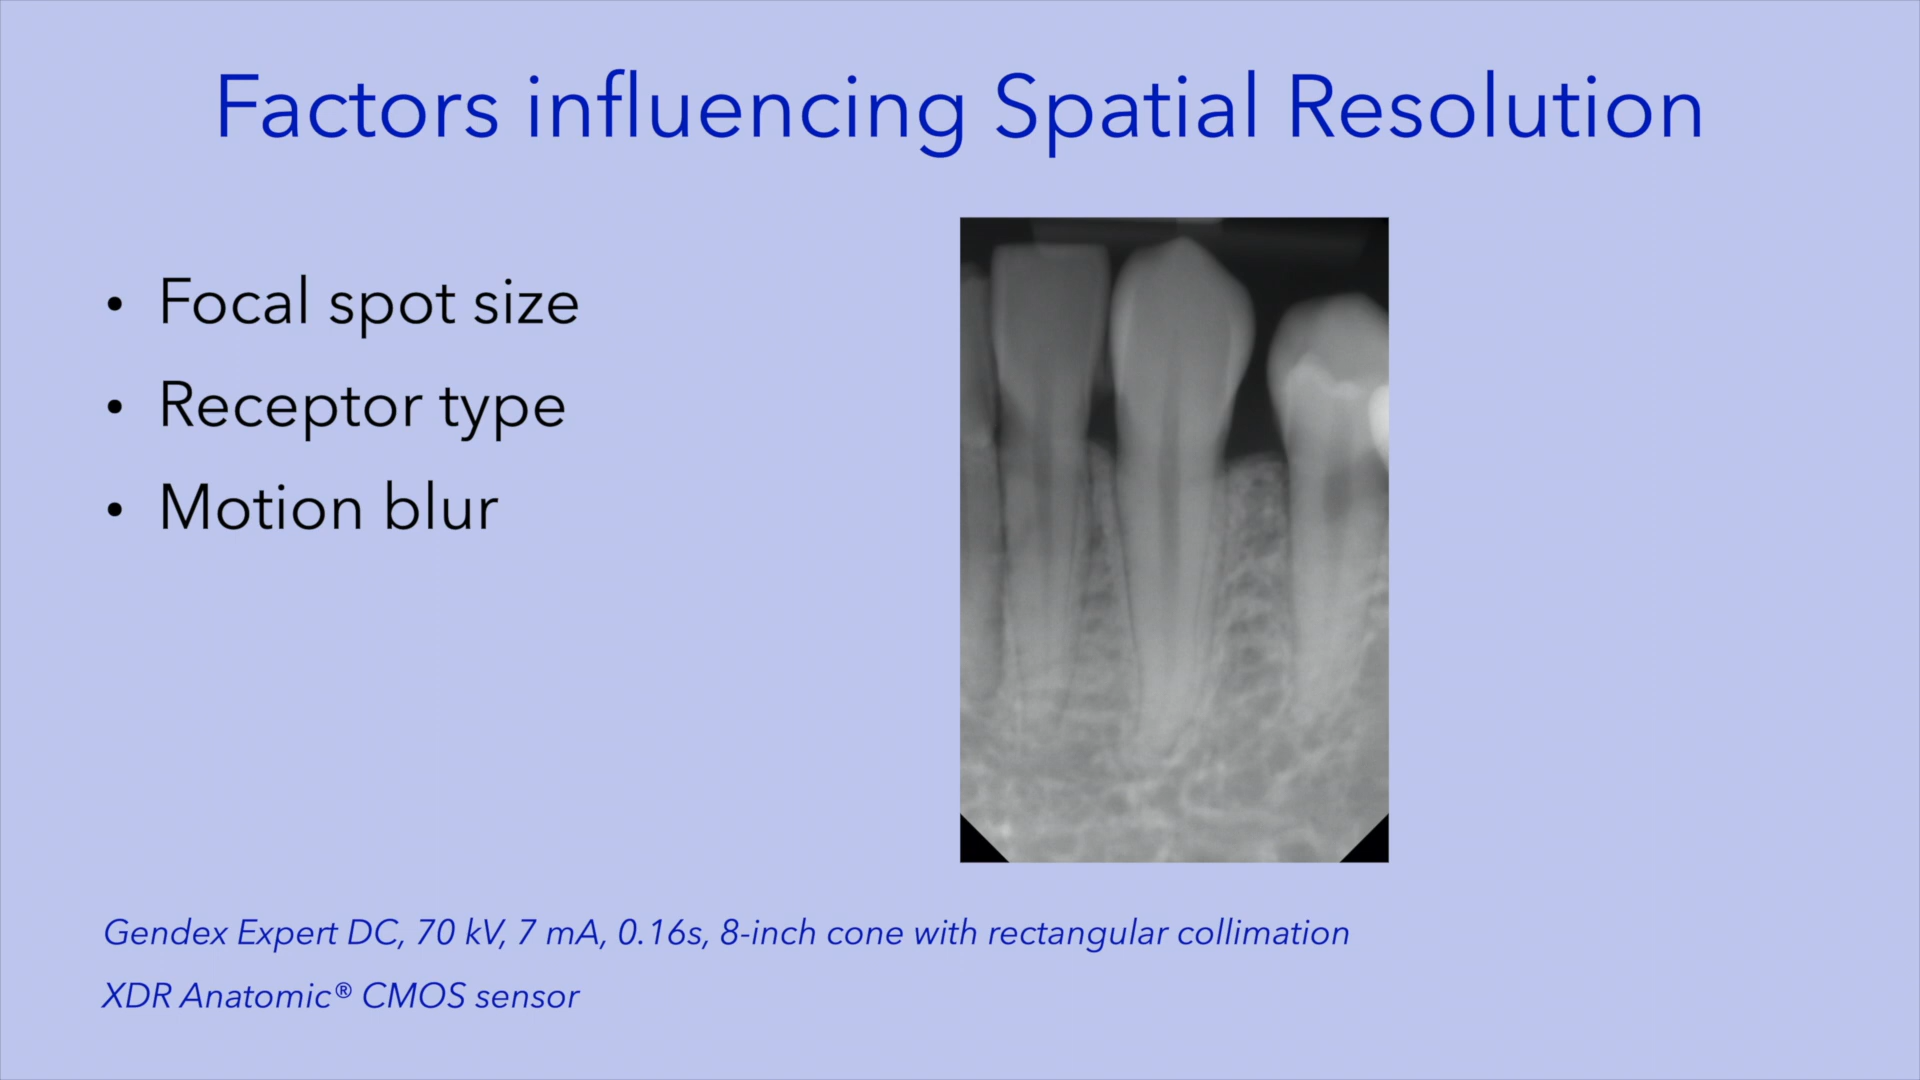 Factors influencing Spatial Resolution
• Focal spot size
• Receptor type
• Motion blur
Gendex Expert DC, 70 kV, 7 mA, 0.16s, 8-inch cone with rectangular collimation
XDR Anatomic® CMOS sensor